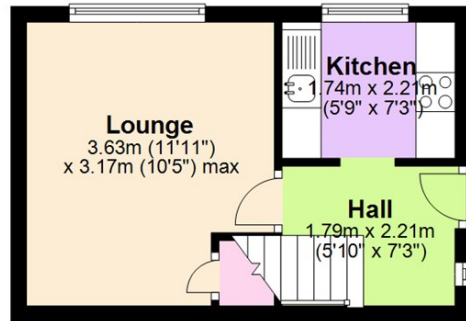 Lounge
3.63m (11'11")
x 3.17m (10'5") max
Kitchen
1.74m x 2.21m
(5'9" x 7'3")
Hall
1.79m x 2.21m
(5'10" x 7'3")